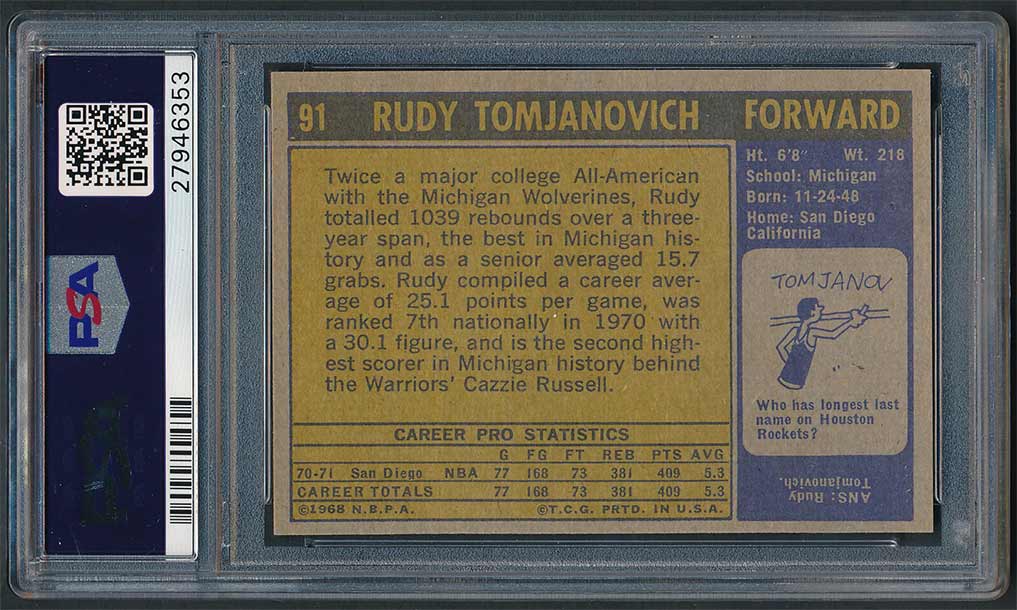 27946353
PSA
91 RUDY TOMJANOVICH FORWARD
Twice a major college All-American
with the Michigan Wolverines, Rudy
totalled 1039 rebounds over a three-
year span, the best in Michigan his-
tory and as a senior averaged 15.7
grabs. Rudy compiled a career aver-
age of 25.1 points per game, was
ranked 7th nationally in 1970 with
a 30.1 figure, and is the second high-
est scorer in Michigan history behind
the Warriors' Cazzie Russell.
CAREER PRO STATISTICS
G FG FT REB PTS AVG
70-71 San Diego NBA 77 168 73 381 409 5.3
CAREER TOTALS 77 168 73 381 409 5.3
©1968 N.B.P.A. ©T.C.G. PRTD. IN U.S.A.
Ht. 6'8" Wt. 218
School: Michigan
Born: 11-24-48
Home: San Diego
California
TOMJANOV
Who has longest last
name on Houston
Rockets?
ANS: Rudy
Tomjanovich.